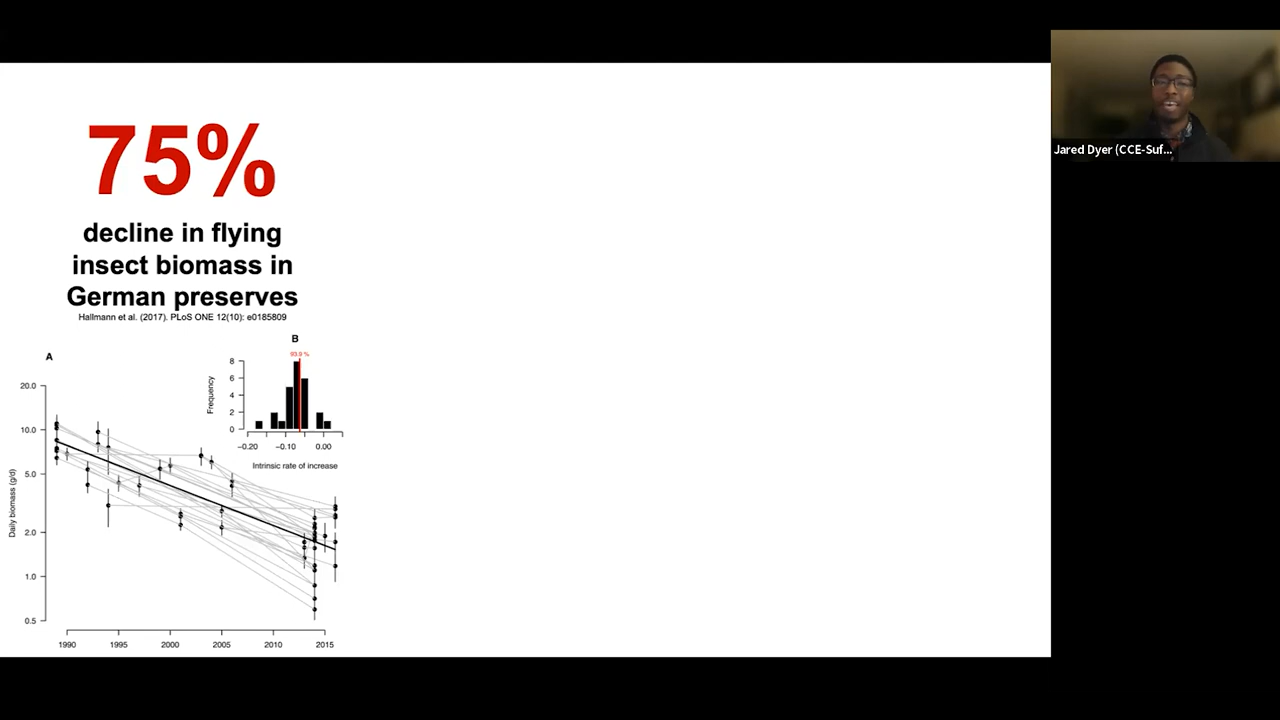 75%
decline in flying
insect biomass in
German preserves
Hallmann et al. (2017). PLoS ONE 12(10): e0185809
A
20.0
10.0
5.0
2.0
1.0
0.5
Daily biomass (g/d)
1990
1995
2000
2005
2010
2015
B
93.9 %
8
6
4
2
0
Frequency
-0.20
-0.10
0.00
Intrinsic rate of increase
Jared Dyer (CCE-Suf...